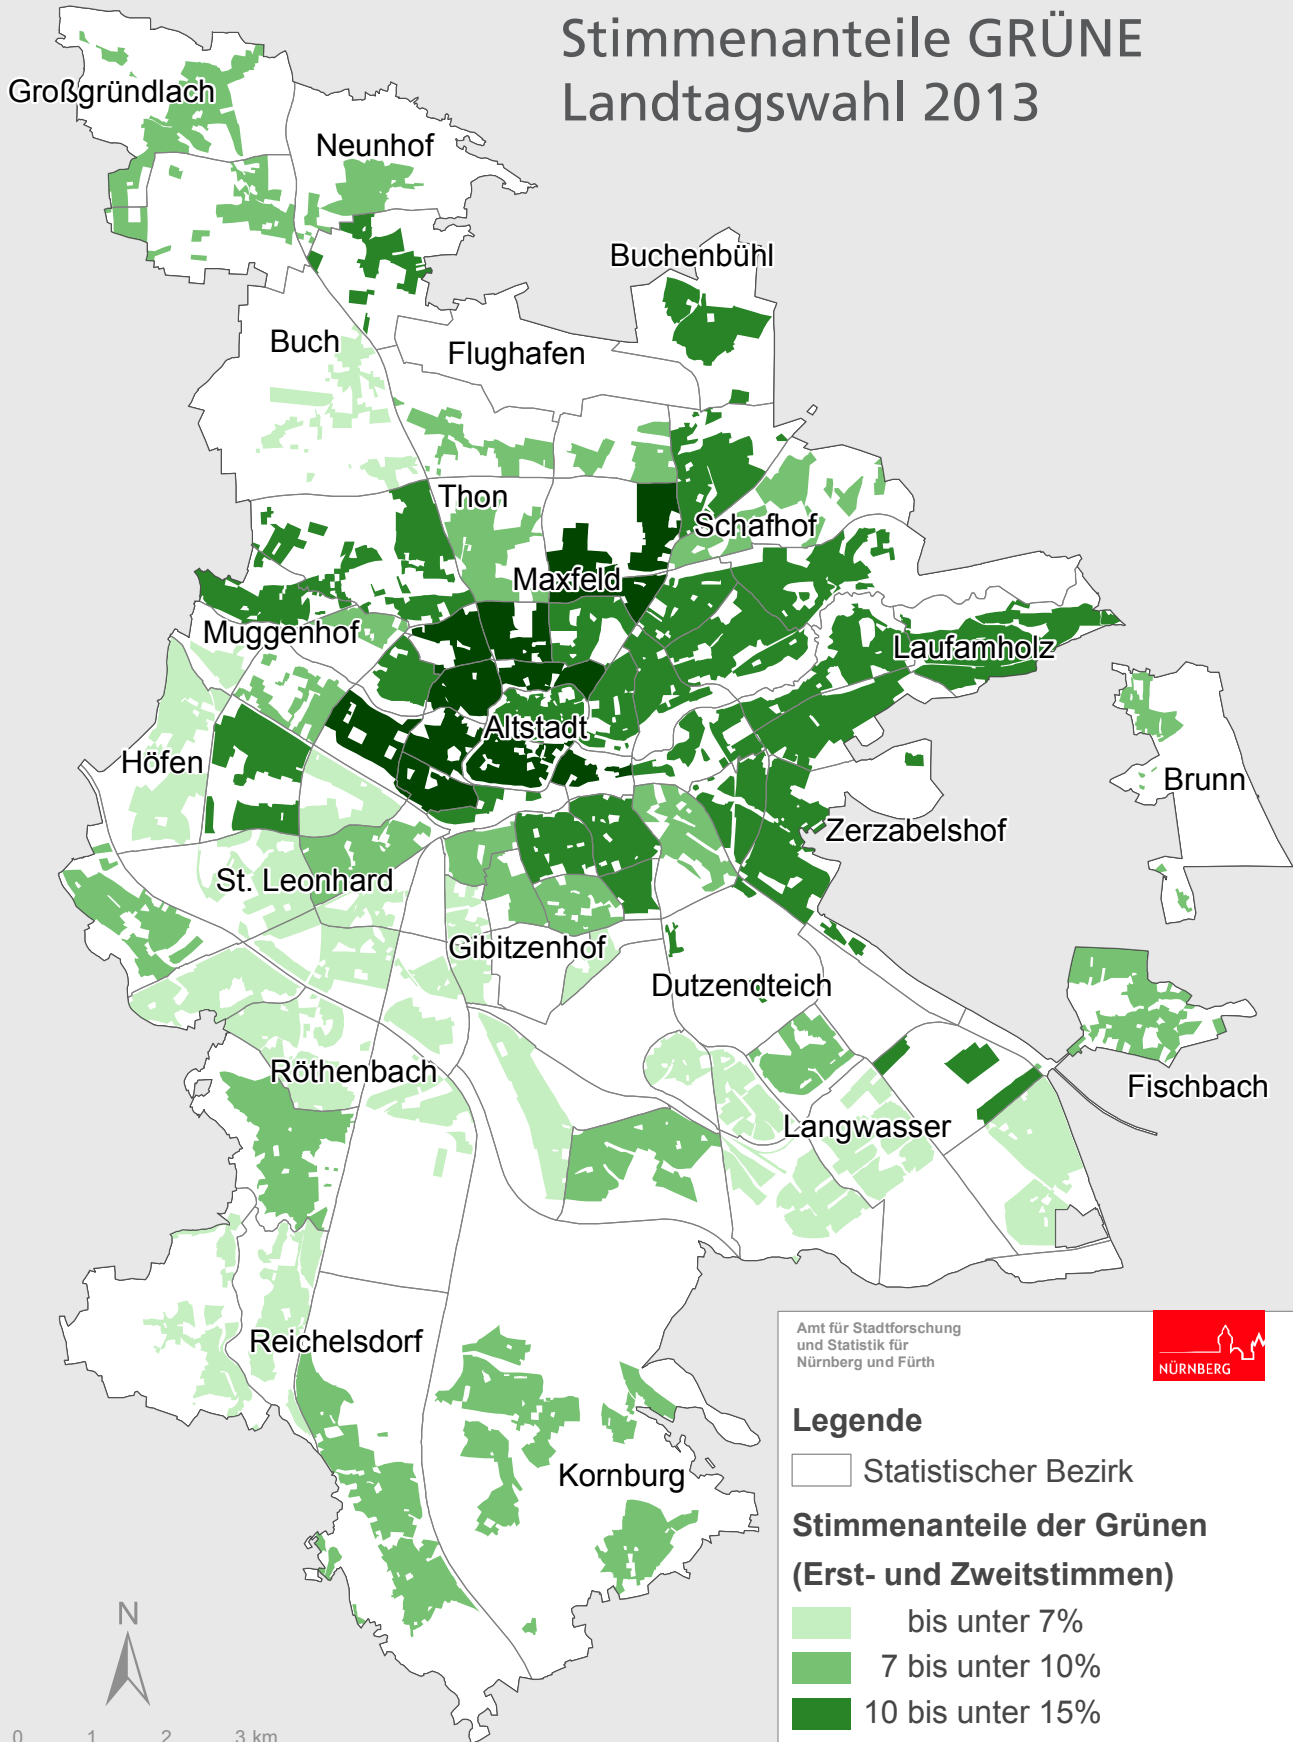 Stimmenanteile GRÜNE
Landtagswahl 2013
Großgründlach
Neunhof
Buchenbühl
Buch
Flughafen
Thon
Schafhof
Maxfeld
Muggenhof
Laufamholz
Altstadt
Höfen
Brunn
Zerzabelshof
St. Leonhard
Gibitzenhof
Dutzendteich
Röthenbach
Fischbach
Langwasser
Reichelsdorf
Kornburg
Amt für Stadtforschung
und Statistik für
Nürnberg und Fürth
NÜRNBERG
Legende
Statistischer Bezirk
Stimmenanteile der Grünen
(Erst- und Zweitstimmen)
bis unter 7%
7 bis unter 10%
10 bis unter 15%
N
0 1 2 3 km